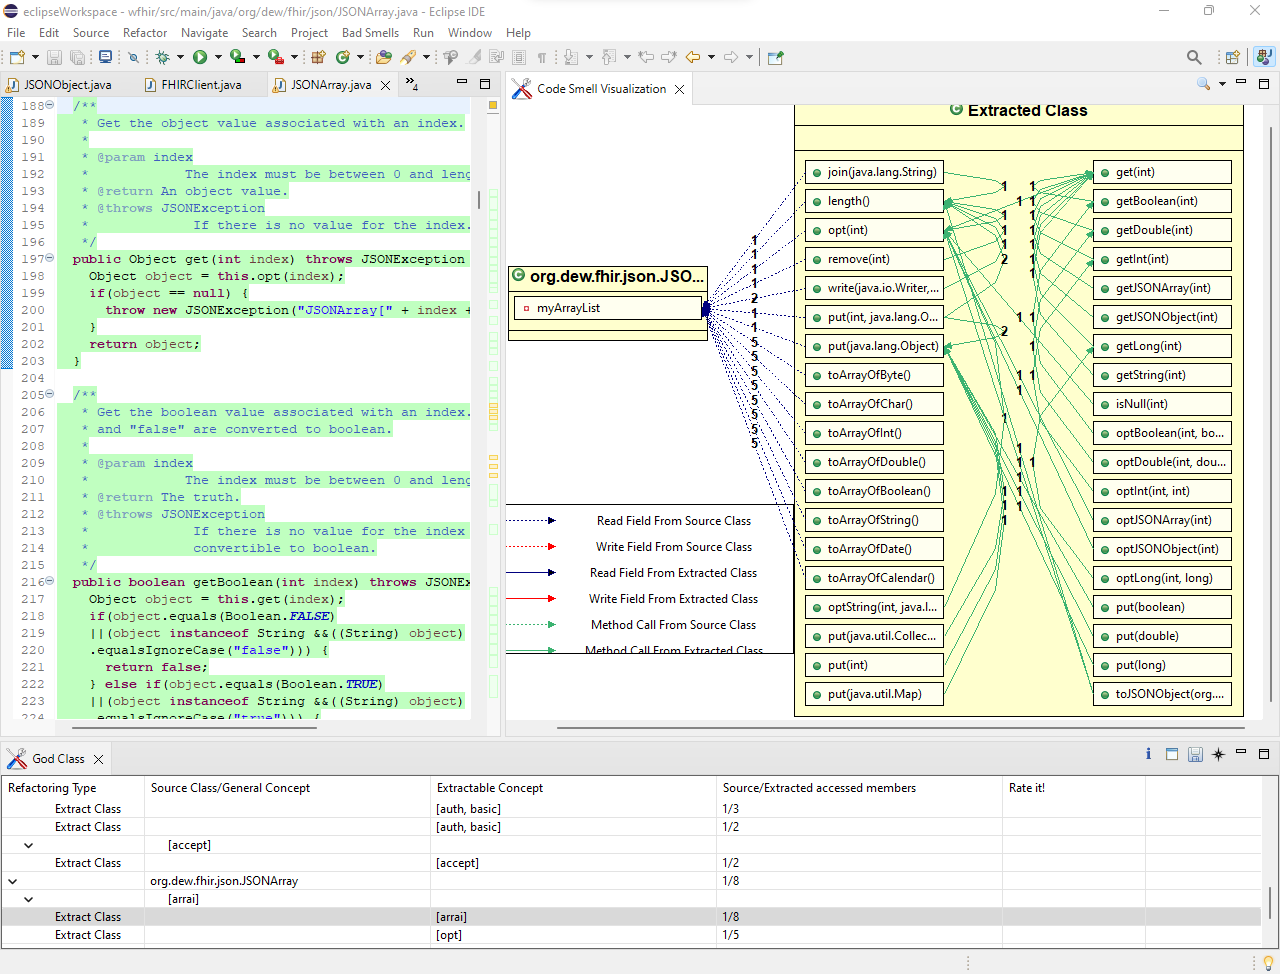 eclipseWorkspace - wfhir/src/main/java/org/dew/fhir/json/JSONArray.java - Eclipse IDE
File Edit Source Refactor Navigate Search Project Bad Smells Run Window Help
JSONObject.java FHIRClient.java JSONArray.java »4
188 /**
189 * Get the object value associated with an index.
190 *
191 * @param index
192 * The index must be between 0 and leng
193 * @return An object value.
194 * @throws JSONException
195 * If there is no value for the index.
196 */
197 public Object get(int index) throws JSONException
198 Object object = this.opt(index);
199 if(object == null) {
200 throw new JSONException("JSONArray[" + index +
201 }
202 return object;
203 }
204
205 /**
206 * Get the boolean value associated with an index.
207 * and "false" are converted to boolean.
208 *
209 * @param index
210 * The index must be between 0 and leng
211 * @return The truth.
212 * @throws JSONException
213 * If there is no value for the index
214 * convertible to boolean.
215 */
216 public boolean getBoolean(int index) throws JSONEx
217 Object object = this.get(index);
218 if(object.equals(Boolean.FALSE)
219 ||(object instanceof String &&((String) object)
220 .equalsIgnoreCase("false"))) {
221 return false;
222 } else if(object.equals(Boolean.TRUE)
223 ||(object instanceof String &&((String) object)
224 .equalsIgnoreCase("true"))) {
Code Smell Visualization
Extracted Class
org.dew.fhir.json.JSO...
myArrayList
join(java.lang.String)
length()
opt(int)
remove(int)
write(java.io.Writer,...
put(int, java.lang.O...
put(java.lang.Object)
toArrayOfByte()
toArrayOfChar()
toArrayOfInt()
toArrayOfDouble()
toArrayOfBoolean()
toArrayOfString()
toArrayOfDate()
toArrayOfCalendar()
optString(int, java.l...
put(java.util.Collec...
put(int)
put(java.util.Map)
get(int)
getBoolean(int)
getDouble(int)
getInt(int)
getJSONArray(int)
getJSONObject(int)
getLong(int)
getString(int)
isNull(int)
optBoolean(int, bo...
optDouble(int, dou...
optInt(int, int)
optJSONArray(int)
optJSONObject(int)
optLong(int, long)
put(boolean)
put(double)
put(long)
toJSONObject(org....
1
1
1
1
2
1
1
5
5
5
5
5
5
5
5
1 1
1 1
1 1
1 1
1 1
2 1
1
1 1
2
1
1 1
1
1
1
1 1
1
1 1
1 1
1
Read Field From Source Class
Write Field From Source Class
Read Field From Extracted Class
Write Field From Extracted Class
Method Call From Source Class
Method Call From Extracted Class
God Class
Refactoring Type Source Class/General Concept Extractable Concept Source/Extracted accessed members Rate it!
Extract Class [auth, basic] 1/3
Extract Class [auth, basic] 1/2
[accept]
Extract Class [accept] 1/2
org.dew.fhir.json.JSONArray 1/8
[arrai]
Extract Class [arrai] 1/8
Extract Class [opt] 1/5